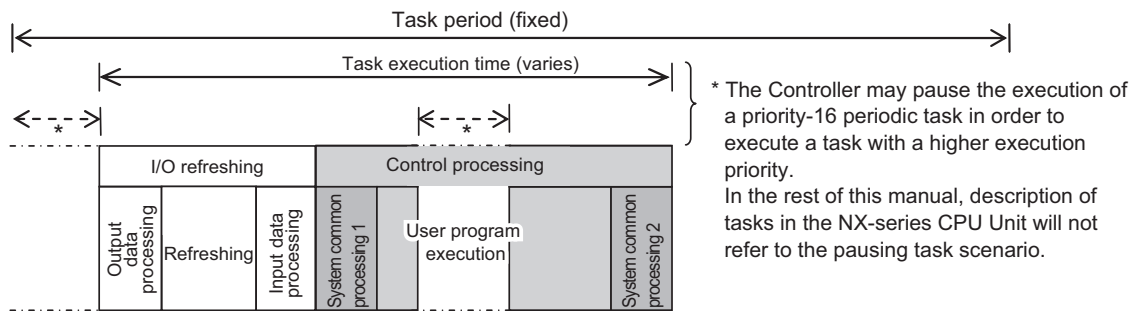 Task period (fixed)
Task execution time (varies)
*
*
I/O refreshing
Control processing
Output
data
processing
Refreshing
Input data
processing
System common
processing 1
User program
execution
System common
processing 2
* The Controller may pause the execution of
a priority-16 periodic task in order to
execute a task with a higher execution
priority.
In the rest of this manual, description of
tasks in the NX-series CPU Unit will not
refer to the pausing task scenario.